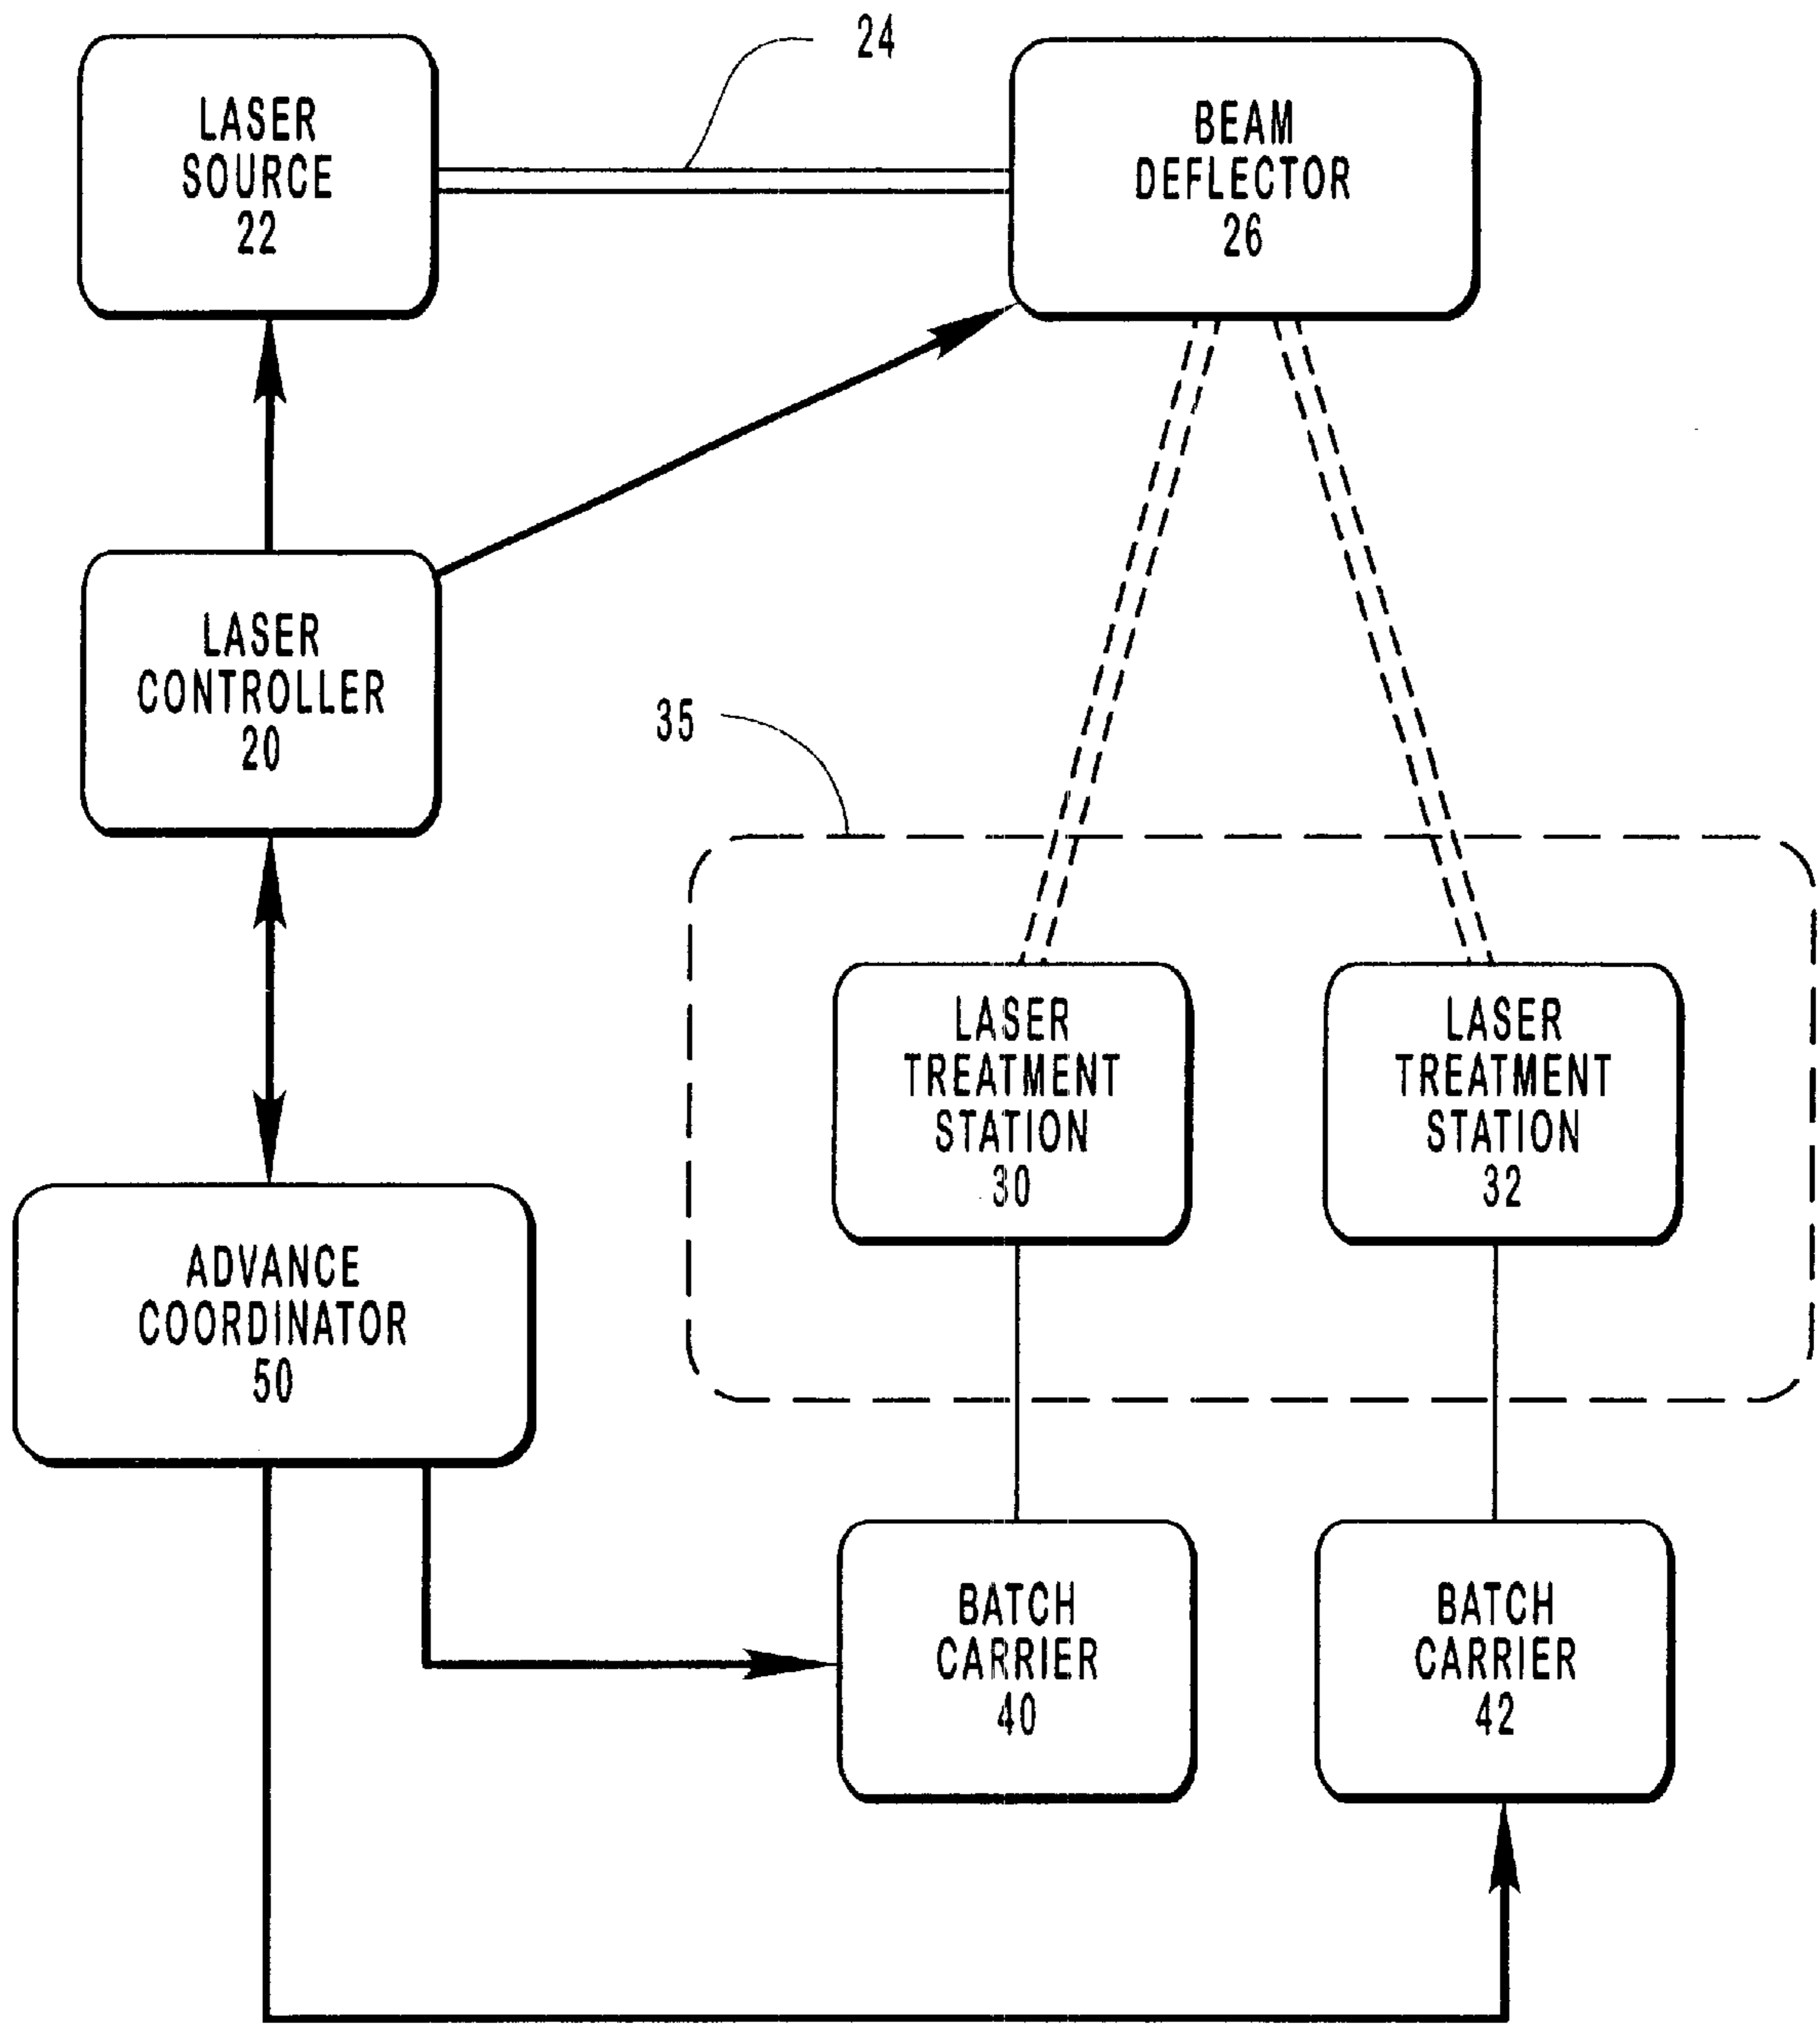 24
LASER
SOURCE
22
BEAM
DEFLECTOR
26
LASER
CONTROLLER
20
35
LASER
TREATMENT
STATION
30
LASER
TREATMENT
STATION
32
ADVANCE
COORDINATOR
50
BATCH
CARRIER
40
BATCH
CARRIER
42